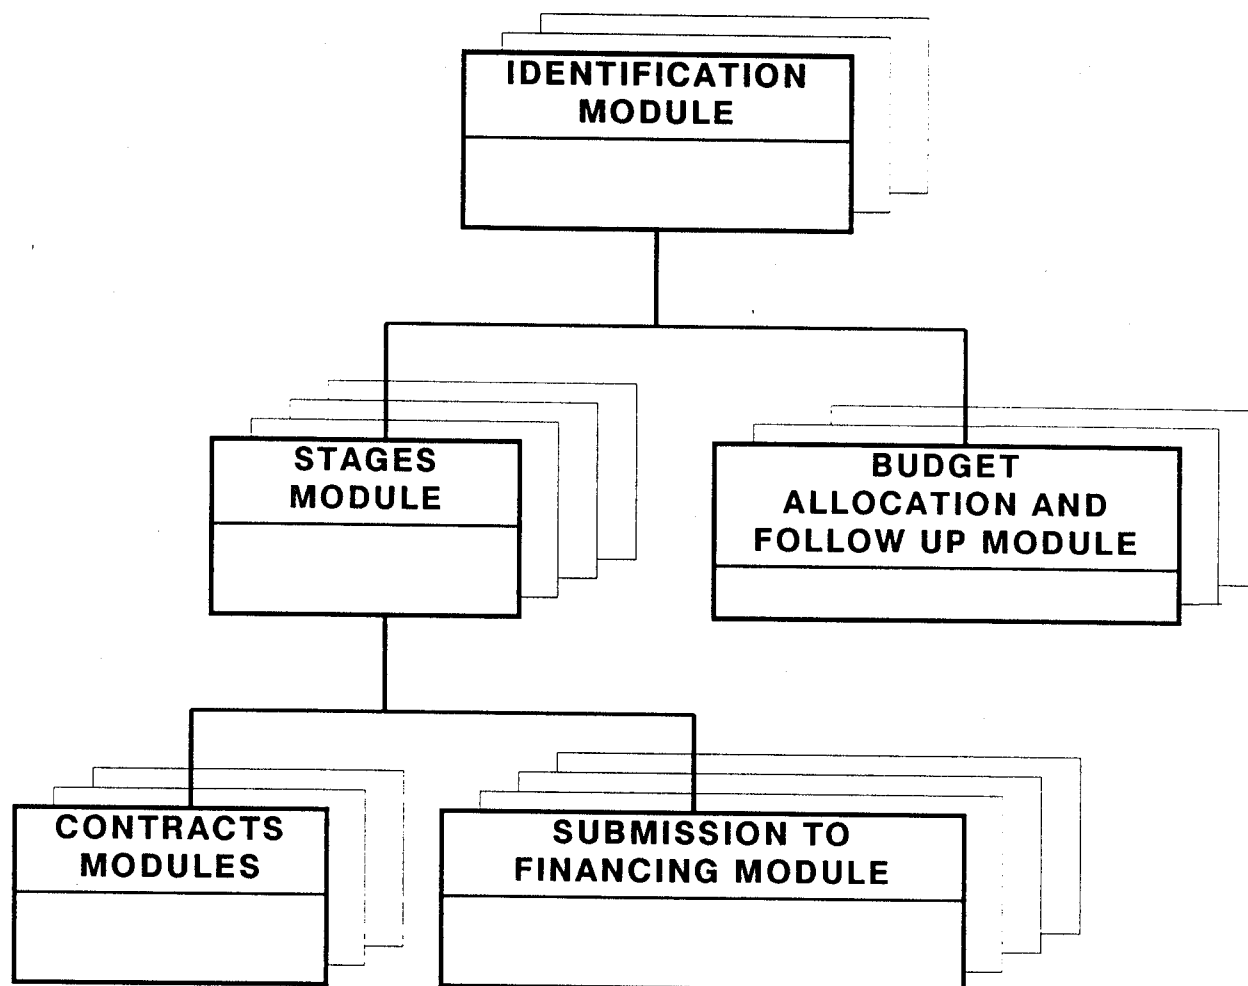 IDENTIFICATION
MODULE
STAGES
MODULE
BUDGET
ALLOCATION AND
FOLLOW UP MODULE
CONTRACTS
MODULES
SUBMISSION TO
FINANCING MODULE